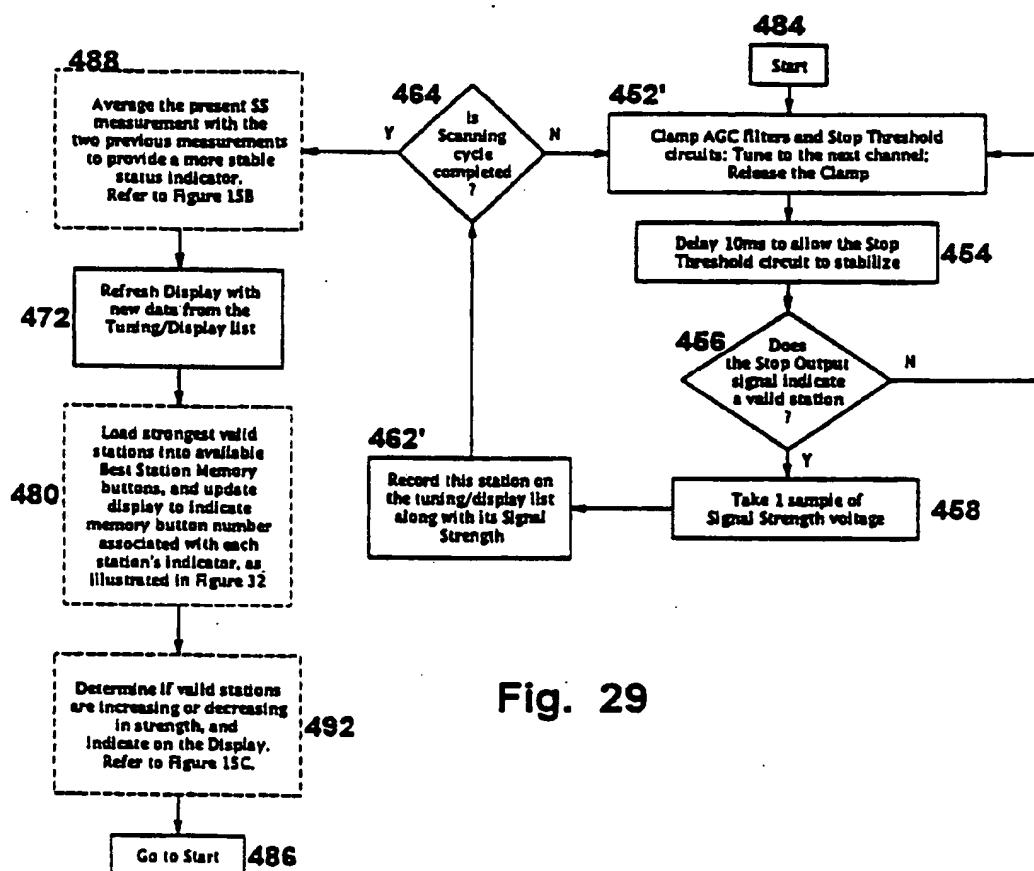 484
Start
452'
Clamp AGC filters and Stop Threshold
circuits; Tune to the next channel;
Release the Clamp
Delay 10ms to allow the Stop
Threshold circuit to stabilize
454
456
Does
the Stop Output
signal indicate
a valid station
?
N
Y
Take 1 sample of
Signal Strength voltage
458
462'
Record this station on
the tuning/display list
along with its Signal
Strength
464
Is
Scanning
cycle
completed
?
Y
N
488
Average the present SS
measurement with the
two previous measurements
to provide a more stable
status indicator.
Refer to Figure 15B
472
Refresh Display with
new data from the
Tuning/Display list
480
Load strongest valid
stations into available
Best Station Memory
buttons, and update
display to indicate
memory button number
associated with each
station's indicator, as
illustrated in Figure 32
Determine if valid stations
are increasing or decreasing
in strength, and
indicate on the Display.
Refer to Figure 15C.
492
Go to Start
486
Fig. 29